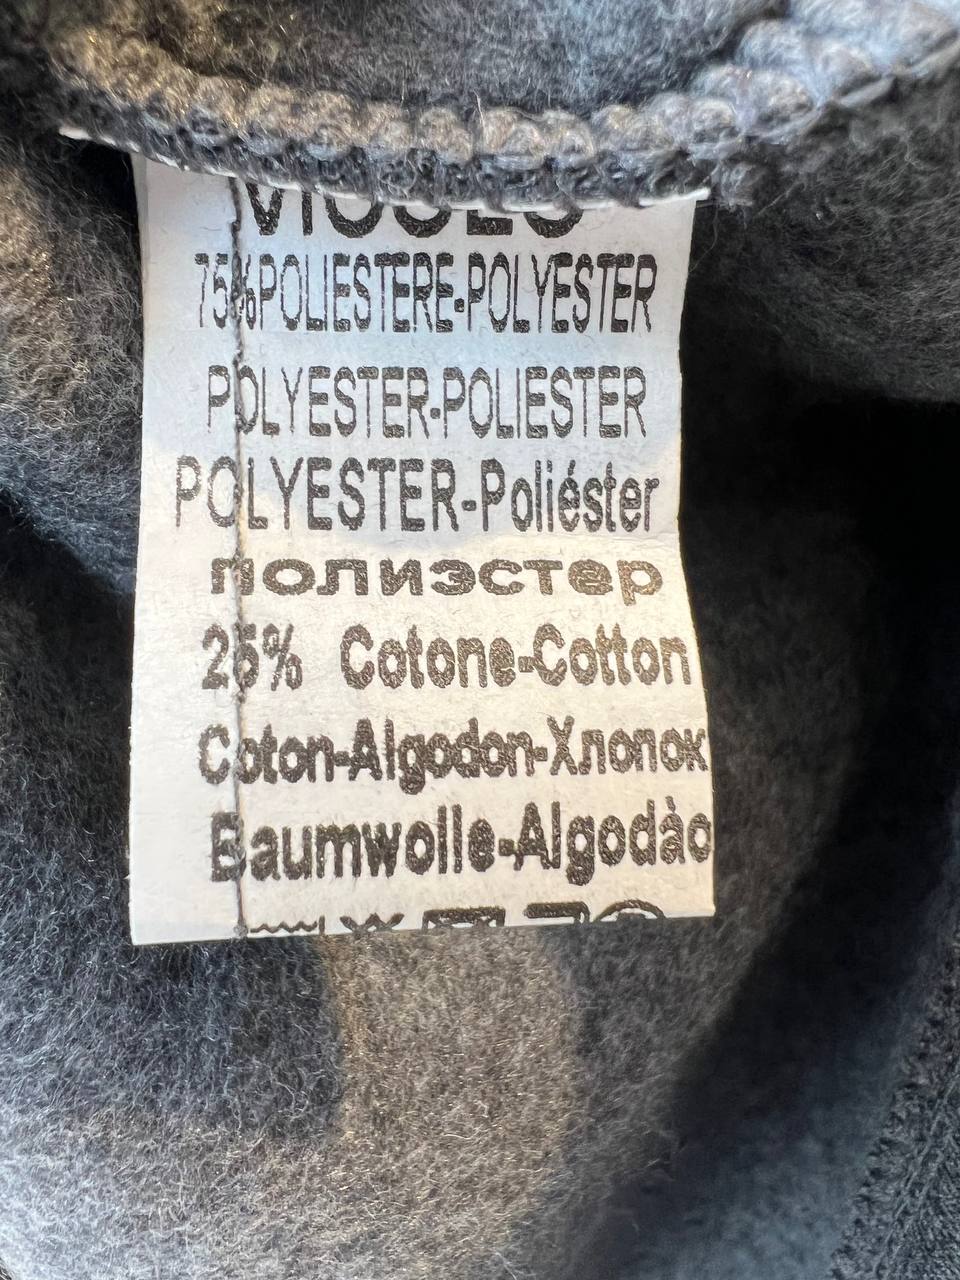 75%POLIESTERE-POLYESTER
POLYESTER-POLIESTER
POLYESTER-Poliéster
полиэстер
25% Cotone-Cotton
Coton-Algodon-Хлопок
Baumwolle-Algodào